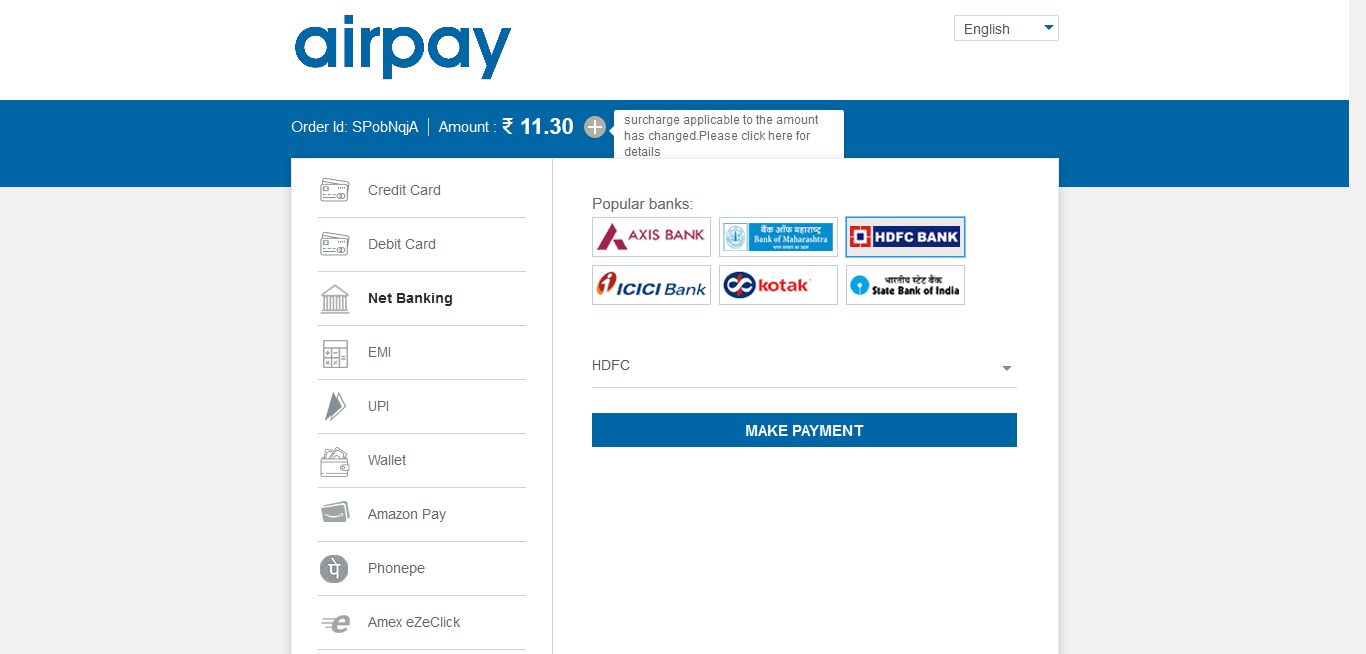 airpay
English
Order Id: SPobNqjA
Amount : ₹ 11.30
surcharge applicable to the amount
has changed.Please click here for
details
Credit Card
Debit Card
Net Banking
EMI
UPI
Wallet
Amazon Pay
पे
Phonepe
Amex eZeClick
Popular banks:
AXIS BANK
बैंक ऑफ महाराष्ट्र
Bank of Maharashtra
HDFC BANK
ICICI Bank
kotak
भारतीय स्टेट बैंक
State Bank of India
HDFC
MAKE PAYMENT